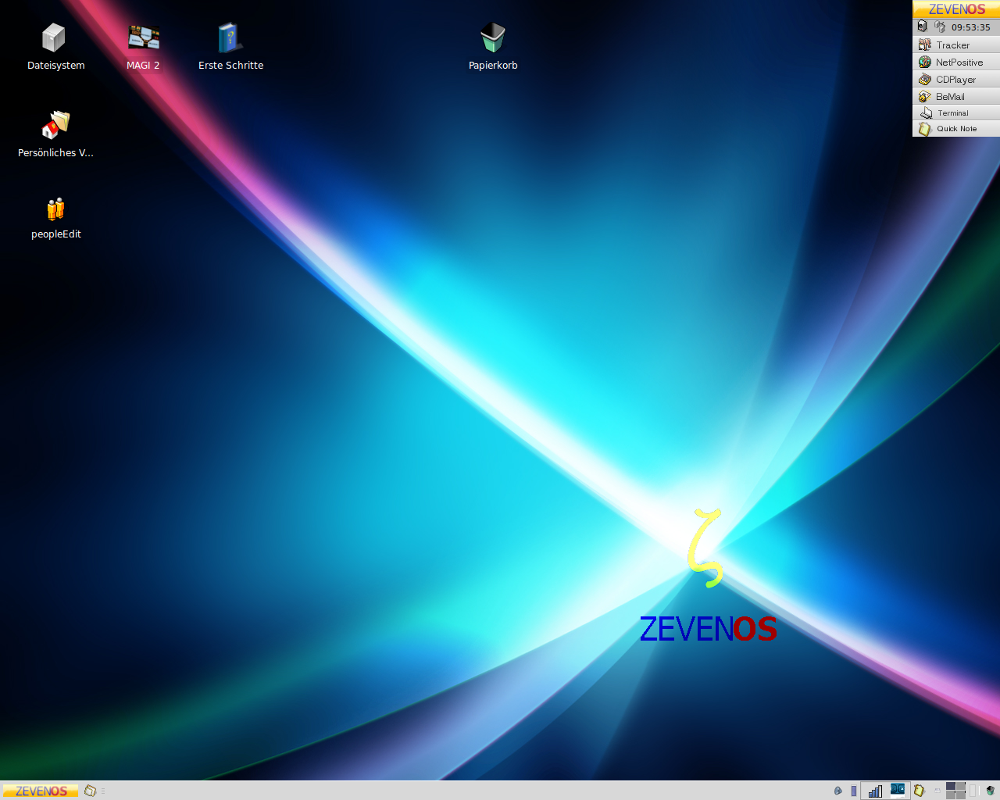 Dateisystem
MAGI 2
Erste Schritte
Papierkorb
Persönliches V...
peopleEdit
ZEVENOS
09:53:35
Tracker
NetPositive
CDPlayer
BeMail
Terminal
Quick Note
ζ
ZEVENOS
ZEVENOS